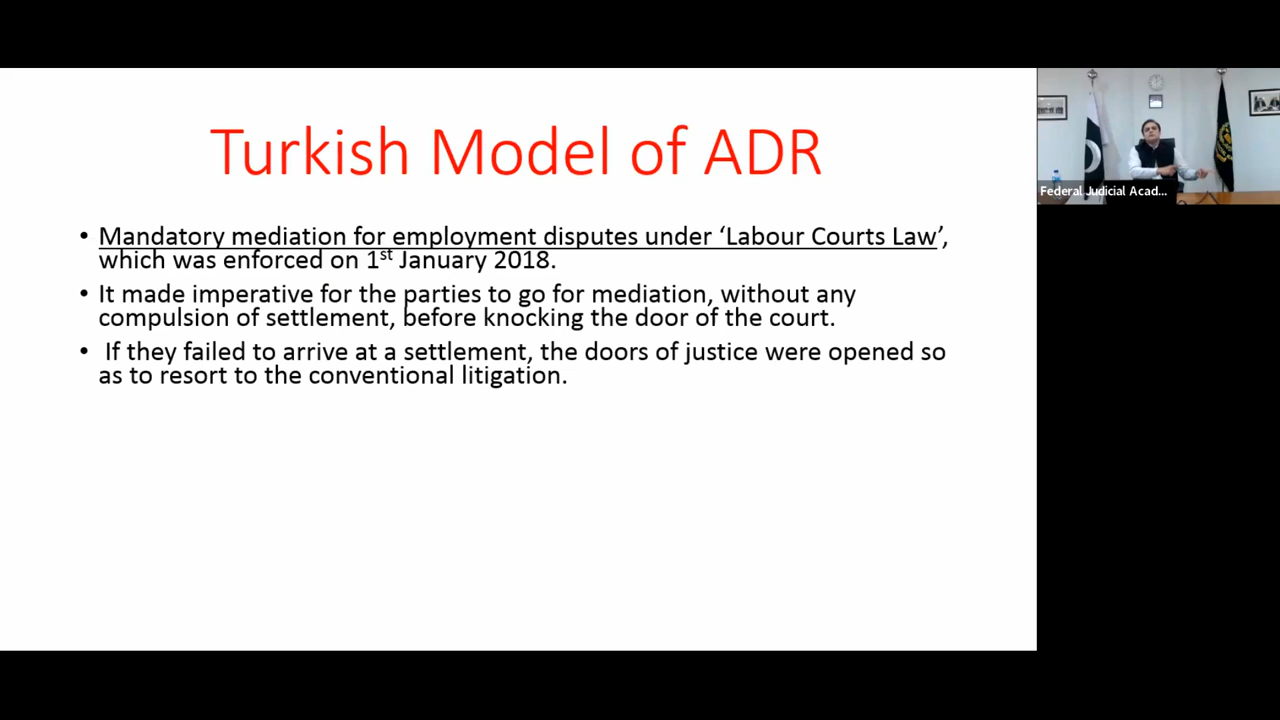 Turkish Model of ADR
• Mandatory mediation for employment disputes under ‘Labour Courts Law’,
which was enforced on 1st January 2018.
• It made imperative for the parties to go for mediation, without any
compulsion of settlement, before knocking the door of the court.
• If they failed to arrive at a settlement, the doors of justice were opened so
as to resort to the conventional litigation.
Federal Judicial Acad...